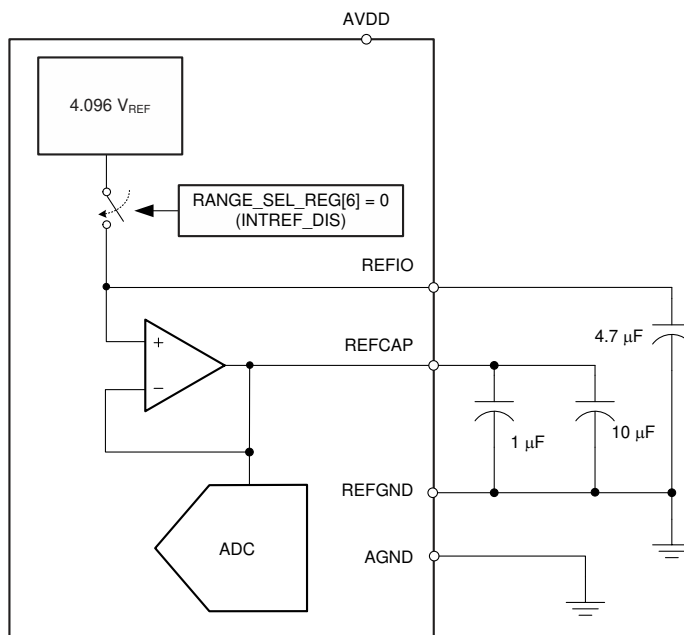 AVDD
4.096 VREF
RANGE_SEL_REG[6] = 0
(INTREF_DIS)
REFIO
4.7 µF
+
REFCAP
−
1 µF
10 µF
REFGND
ADC
AGND